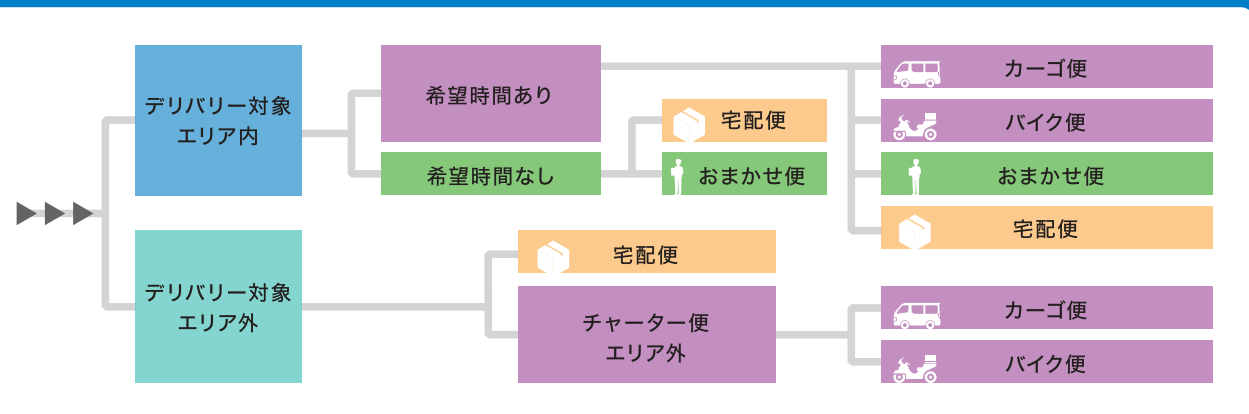 デリバリー対象
エリア内
希望時間あり
カーゴ便
バイク便
おまかせ便
宅配便
希望時間なし
宅配便
おまかせ便
デリバリー対象
エリア外
宅配便
チャーター便
エリア外
カーゴ便
バイク便